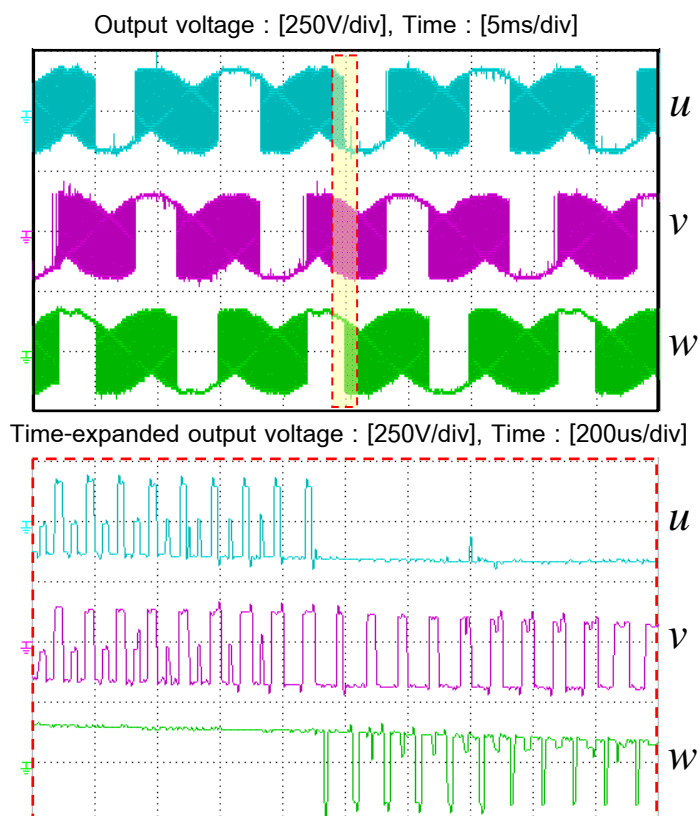 Output voltage : [250V/div], Time : [5ms/div]
u
v
w
Time-expanded output voltage : [250V/div], Time : [200us/div]
u
v
w